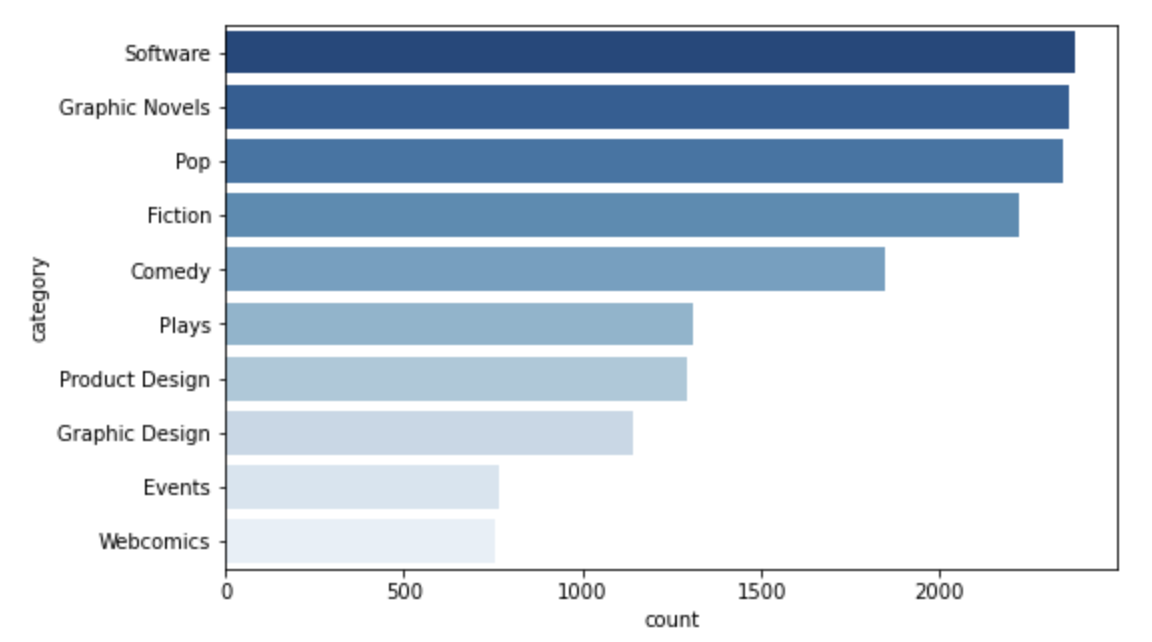 Software
Graphic Novels
Pop
Fiction
Comedy
Plays
Product Design
Graphic Design
Events
Webcomics
category
0 500 1000 1500 2000
count